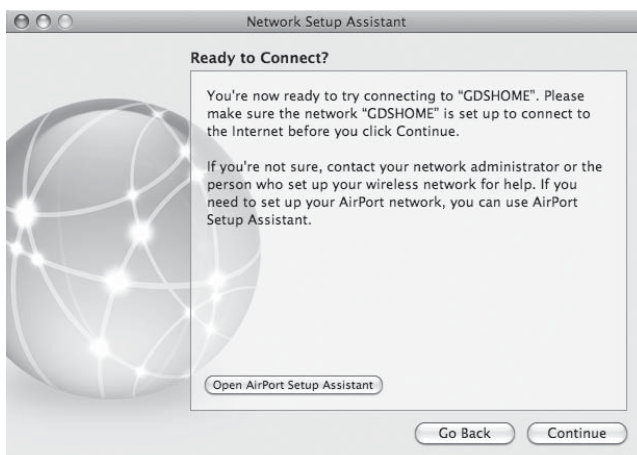 Network Setup Assistant
Ready to Connect?
You're now ready to try connecting to "GDSHOME". Please
make sure the network "GDSHOME" is set up to connect to
the Internet before you click Continue.
If you're not sure, contact your network administrator or the
person who set up your wireless network for help. If you
need to set up your AirPort network, you can use AirPort
Setup Assistant.
Open AirPort Setup Assistant
Go Back
Continue